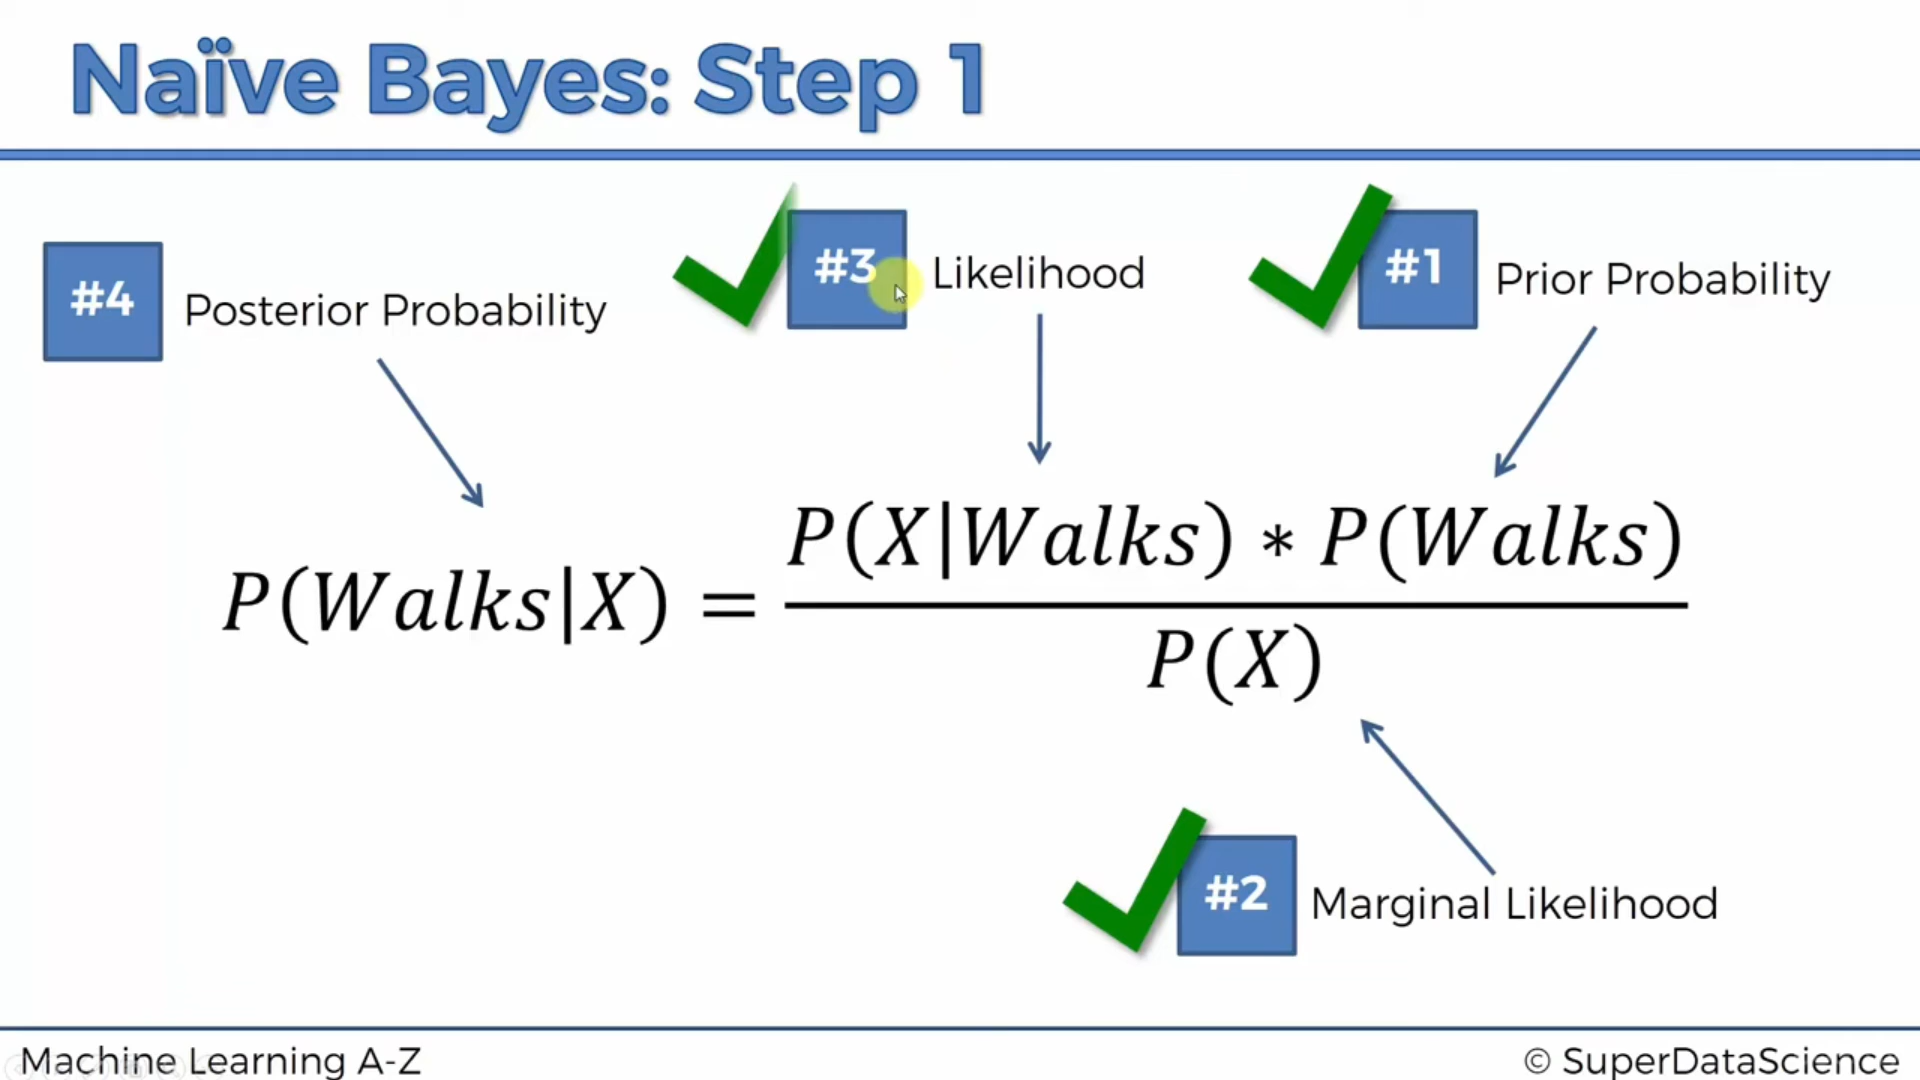 Naïve Bayes: Step 1
#4 Posterior Probability
#3 Likelihood
#1 Prior Probability
P(Walks|X) = P(X|Walks) * P(Walks)
P(X)
#2 Marginal Likelihood
Machine Learning A-Z
© SuperDataScience